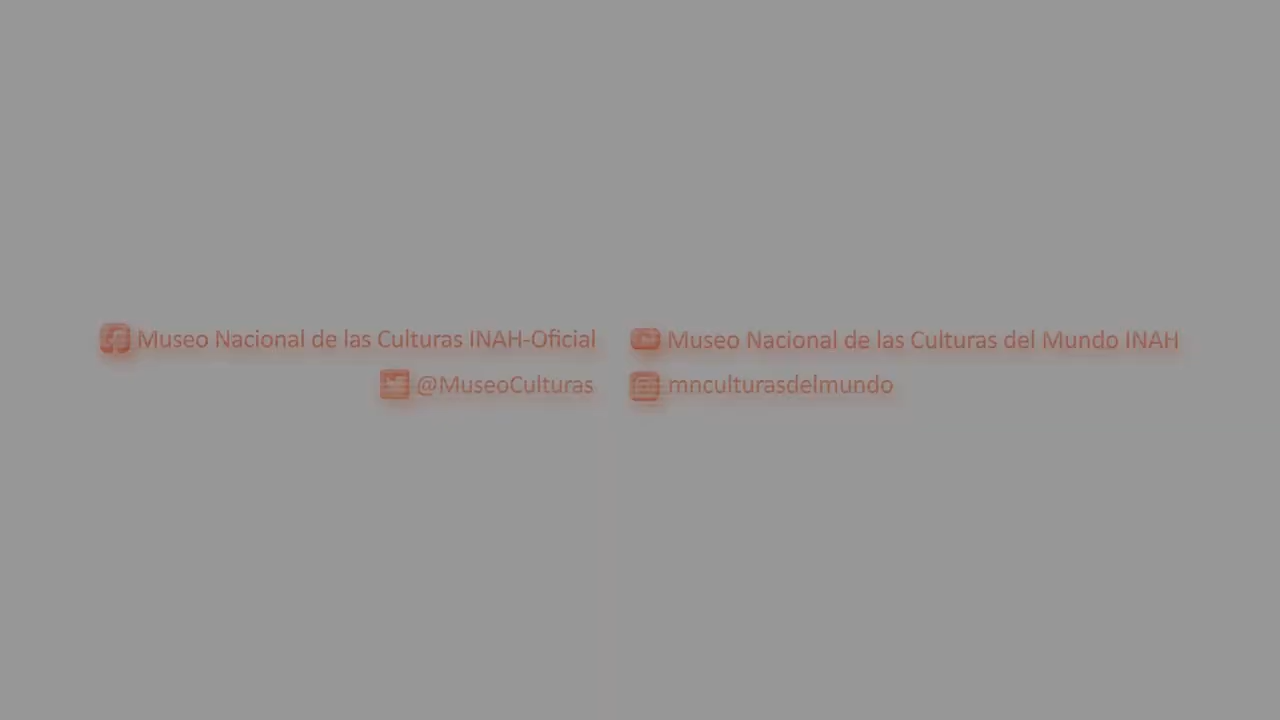 Museo Nacional de las Culturas INAH-Oficial
Museo Nacional de las Culturas del Mundo INAH
@MuseoCulturas
mnculturasdelmundo